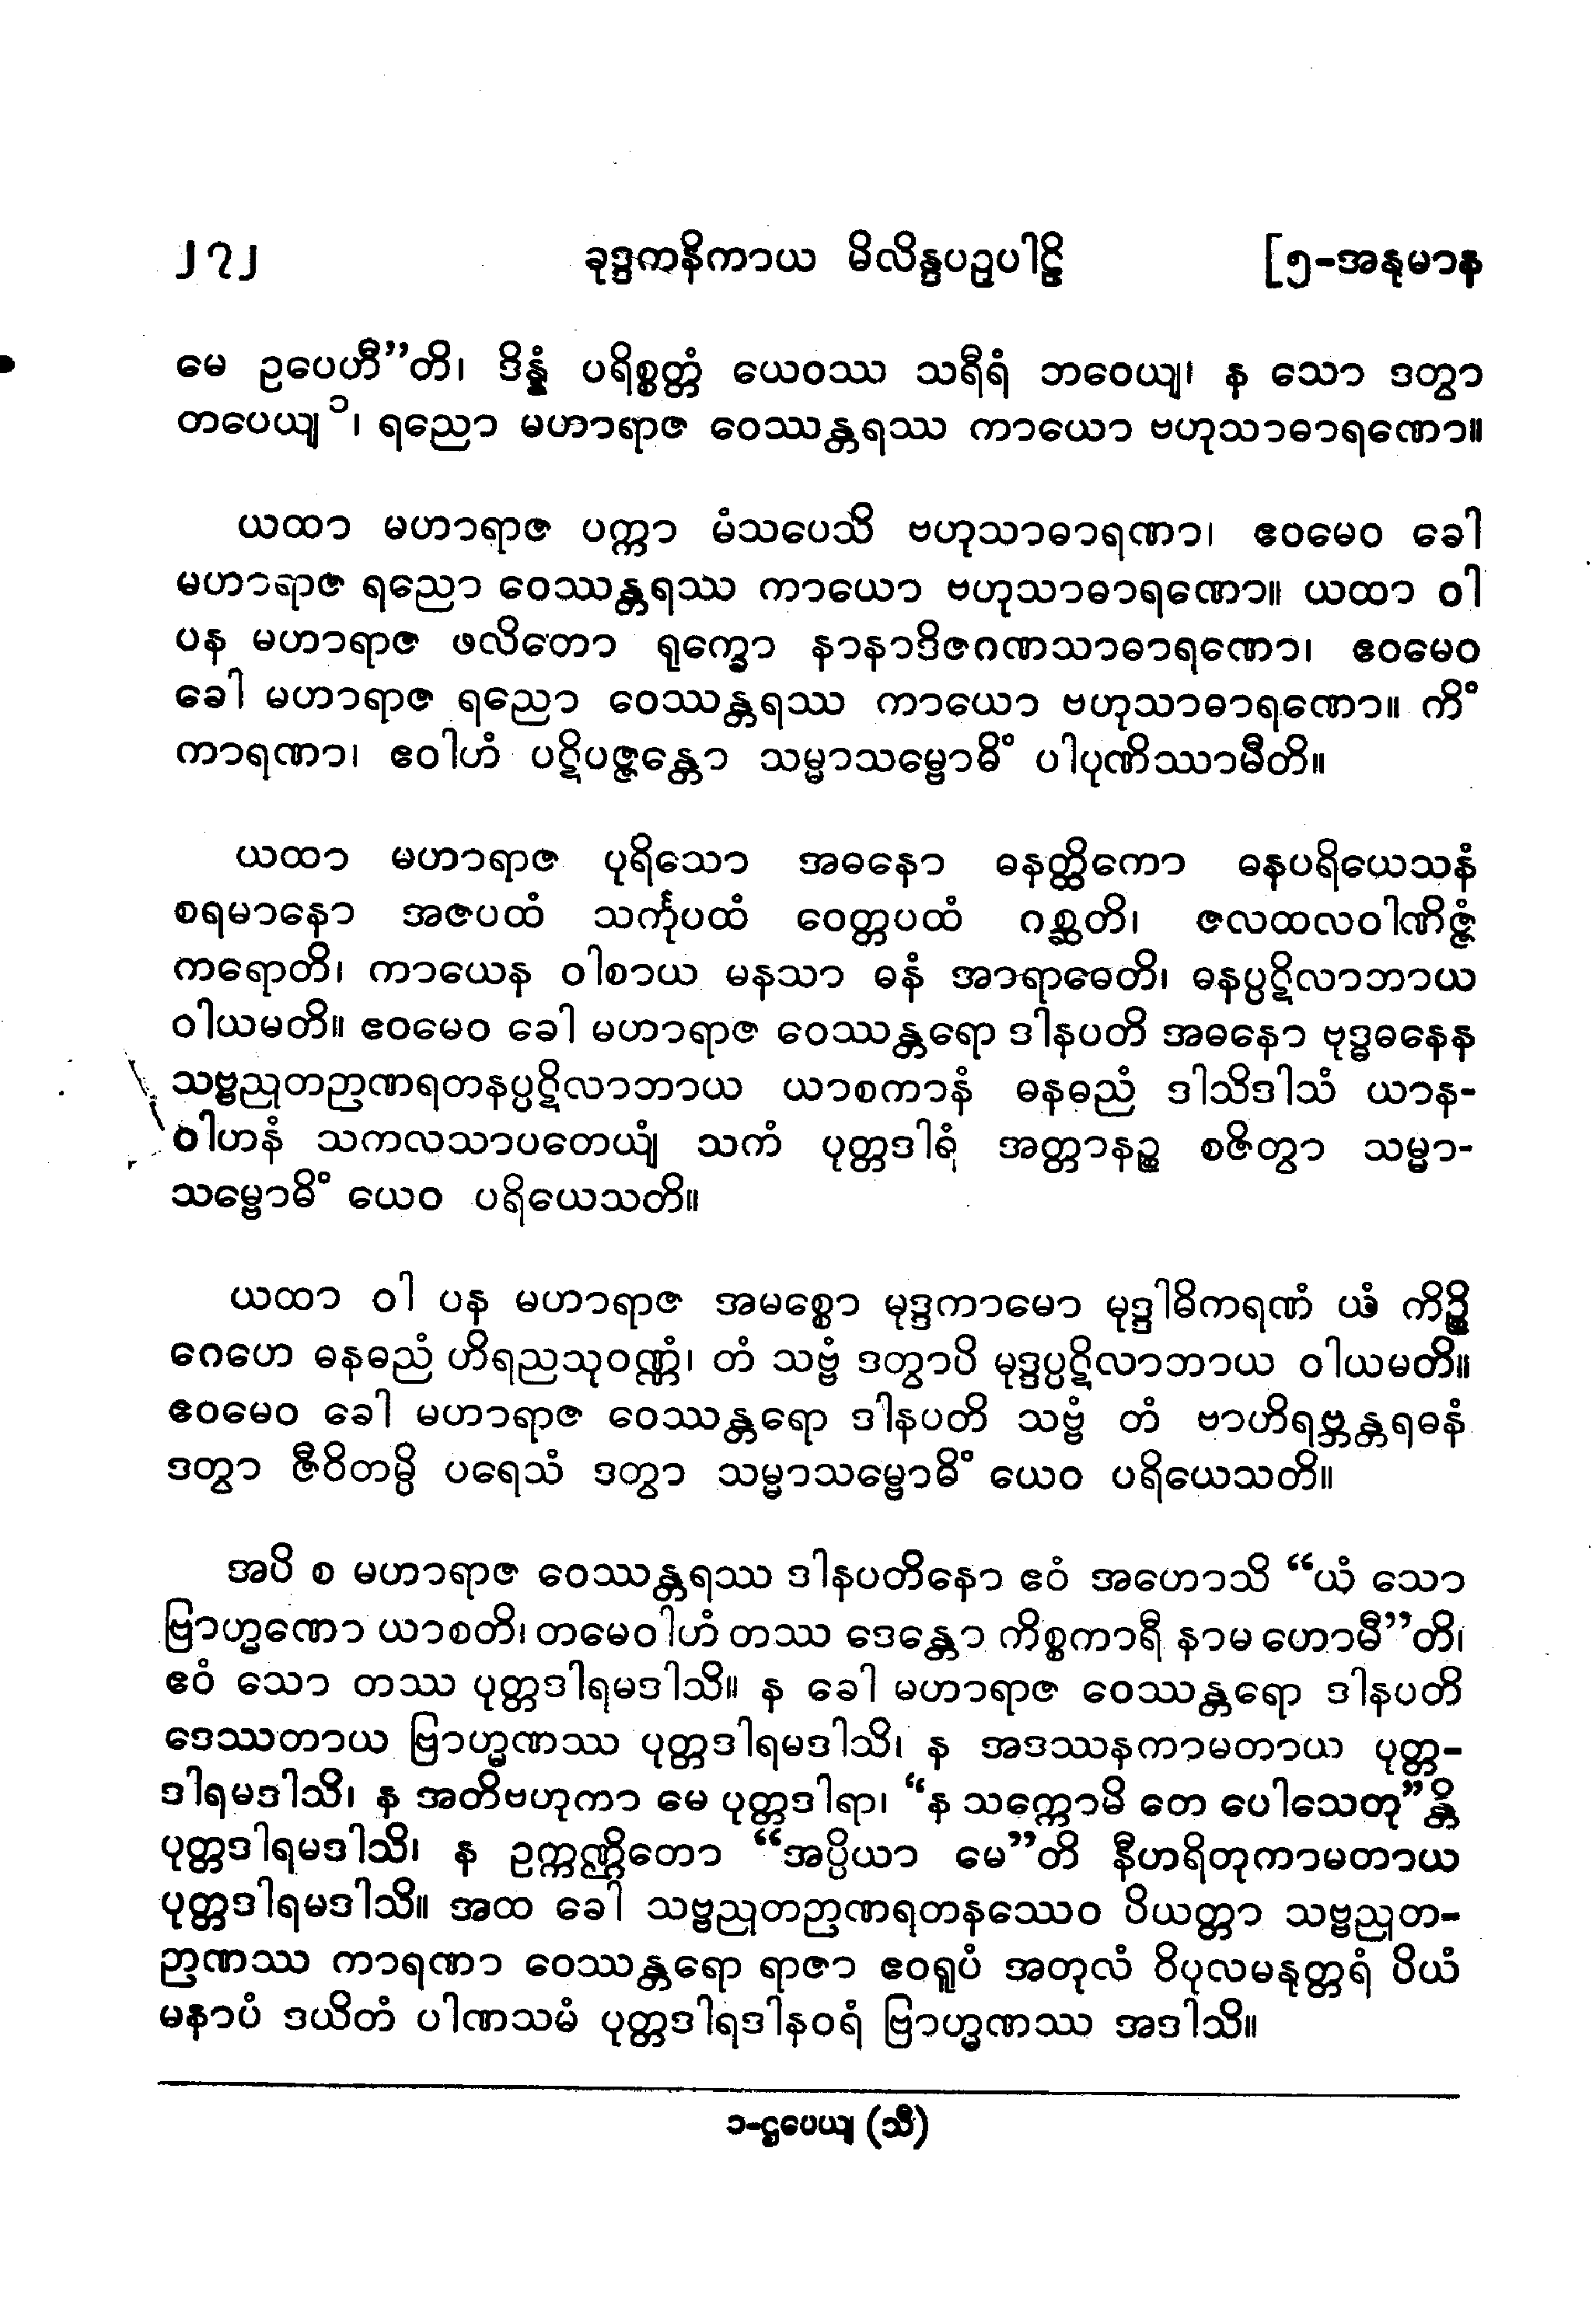 ၂၇၂ ခုဒ္ဒကနိကာယ မိလိန္ဒပဥှပါဠိ [၅-အနုမာန
မေ ဥပေဟီ”တိ၊ ဒိန္နံ ပရိစ္စတ္တံ ယေဝဿ သရီရံ ဘဝေယျ၊ န သော ဒတွာ
တပေယျ၁၊ ရညော မဟာရာဇ ဝေဿန္တရဿ ကာယော ဗဟုသာဓာရဏော။
ယထာ မဟာရာဇ ပက္ကာ မံသပေသိ ဗဟုသာဓာရဏာ၊ ဧဝမေဝ ခေါ
မဟာရာဇ ရညော ဝေဿန္တရဿ ကာယော ဗဟုသာဓာရဏော။ ယထာ ဝါ
ပန မဟာရာဇ ဖလိတော ရုက္ခော နာနာဒိဇဂဏသာဓာရဏော၊ ဧဝမေဝ
ခေါ မဟာရာဇ ရညော ဝေဿန္တရဿ ကာယော ဗဟုသာဓာရဏော။ ကိံ
ကာရဏာ၊ ဧဝါဟံ ပဋိပဇ္ဇန္တော သမ္မာသမ္ဗောဓိံ ပါပုဏိဿာမီတိ။
ယထာ မဟာရာဇ ပုရိသော အဓနော ဓနတ္ထိကော ဓနပရိယေသနံ
စရမာနော အဇပထံ သင်္ကုပထံ ဝေတ္တပထံ ဂစ္ဆတိ၊ ဇလထလဝါဏိဇ္ဇံ
ကရောတိ၊ ကာယေန ဝါစာယ မနသာ ဓနံ အာရာဓေတိ၊ ဓနပ္ပဋိလာဘာယ
ဝါယမတိ။ ဧဝမေဝ ခေါ မဟာရာဇ ဝေဿန္တရော ဒါနပတိ အဓနော ဗုဒ္ဓဓနေန
သဗ္ဗညုတဉာဏရတနပ္ပဋိလာဘာယ ယာစကာနံ ဓနဓညံ ဒါသိဒါသံ ယာန-
ဝါဟနံ သကလသာပတေယျံ သကံ ပုတ္တဒါရံ အတ္တာနဉ္စ စဇိတွာ သမ္မာ-
သမ္ဗောဓိံ ယေဝ ပရိယေသတိ။
ယထာ ဝါ ပန မဟာရာဇ အမစ္စော မုဒ္ဒကာမော မုဒ္ဒါဓိကရဏံ ယံ ကိဉ္စိ
ဂေဟေ ဓနဓညံ ဟိရညသုဝဏ္ဏံ၊ တံ သဗ္ဗံ ဒတွာပိ မုဒ္ဒပ္ပဋိလာဘာယ ဝါယမတိ။
ဧဝမေဝ ခေါ မဟာရာဇ ဝေဿန္တရော ဒါနပတိ သဗ္ဗံ တံ ဗာဟိရဗ္ဘန္တရဓနံ
ဒတွာ ဇီဝိတမ္ပိ ပရေသံ ဒတွာ သမ္မာသမ္ဗောဓိံ ယေဝ ပရိယေသတိ။
အပိ စ မဟာရာဇ ဝေဿန္တရဿ ဒါနပတိနော ဧဝံ အဟောသိ “ယံ သော
ဗြာဟ္မဏော ယာစတိ၊ တမေဝါဟံ တဿ ဒေန္တော ကိစ္စကာရီ နာမ ဟောမီ”တိ၊
ဧဝံ သော တဿ ပုတ္တဒါရမဒါသိ။ န ခေါ မဟာရာဇ ဝေဿန္တရော ဒါနပတိ
ဒေဿတာယ ဗြာဟ္မဏဿ ပုတ္တဒါရမဒါသိ၊ န အဒဿနကာမတာယ ပုတ္တ-
ဒါရမဒါသိ၊ န အတိဗဟုကာ မေ ပုတ္တဒါရာ၊ “န သက္ကောမိ တေ ပေါသေတု”န္တိ
ပုတ္တဒါရမဒါသိ၊ န ဥက္ကဏ္ဌိတော “အပ္ပိယာ မေ”တိ နီဟရိတုကာမတာယ
ပုတ္တဒါရမဒါသိ။ အထ ခေါ သဗ္ဗညုတဉာဏရတနဿေဝ ပိယတ္တာ သဗ္ဗညုတ-
ဉာဏဿ ကာရဏာ ဝေဿန္တရော ရာဇာ ဧဝရူပံ အတုလံ ဝိပုလမနုတ္တရံ ပိယံ
မနာပံ ဒယိတံ ပါဏသမံ ပုတ္တဒါရဒါနဝရံ ဗြာဟ္မဏဿ အဒါသိ။
၁-ဌပေယျ (သီ)